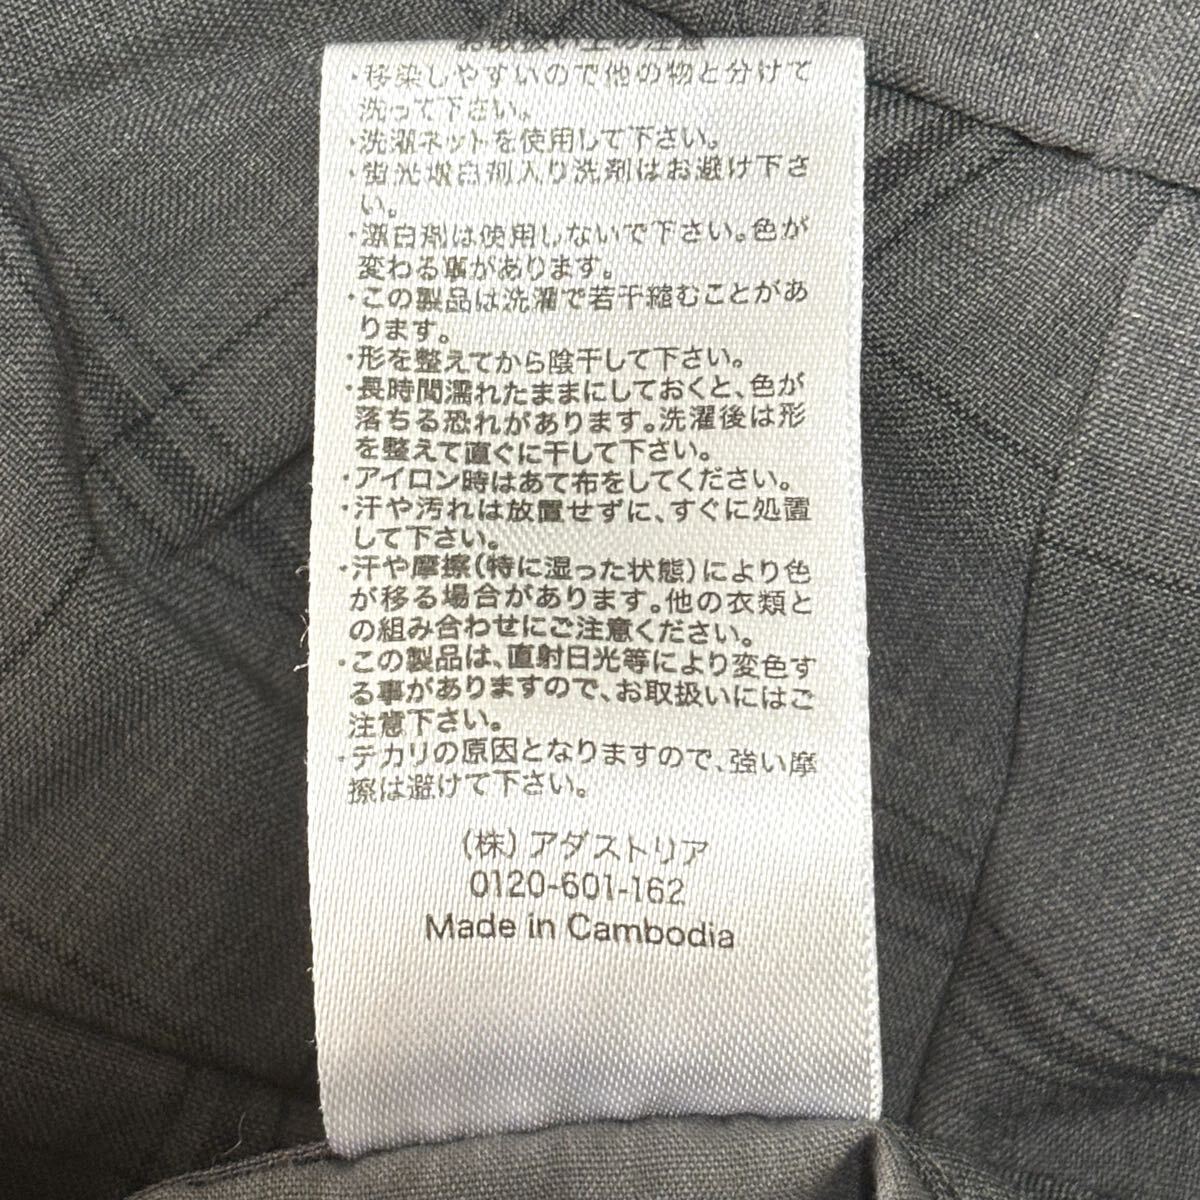 お取扱い上の注意
・移染しやすいので他の物と分けて
洗って下さい。
・洗濯ネットを使用して下さい。
・蛍光増白剤入り洗剤はお避け下さ
い。
・漂白剤は使用しないで下さい。色が
変わる事があります。
・この製品は洗濯で若干縮むことがあ
ります。
・形を整えてから陰干して下さい。
・長時間濡れたままにしておくと、色が
落ちる恐れがあります。洗濯後は形
を整えて直ぐに干して下さい。
・アイロン時はあて布をしてください。
・汗や汚れは放置せずに、すぐに処置
して下さい。
・汗や摩擦(特に湿った状態)により色
が移る場合があります。他の衣類と
の組み合わせにご注意ください。
・この製品は、直射日光等により変色す
る事がありますので、お取扱いにはご
注意下さい。
・テカリの原因となりますので、強い摩
擦は避けて下さい。
(株)アダストリア
0120-601-162
Made in Cambodia